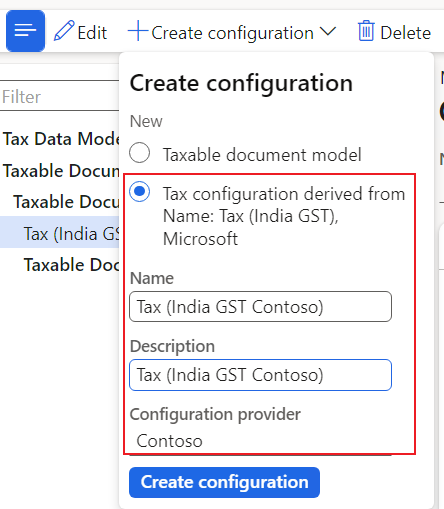 Edit
Create configuration
Delete
Filter
Create configuration
New
Tax Data Mode
Taxable document model
Taxable Docum
Tax configuration derived from
Taxable Docu
Name: Tax (India GST),
Tax (India GS
Microsoft
Taxable Doc
Name
Tax (India GST Contoso)
Description
Tax (India GST Contoso)
Configuration provider
Contoso
Create configuration